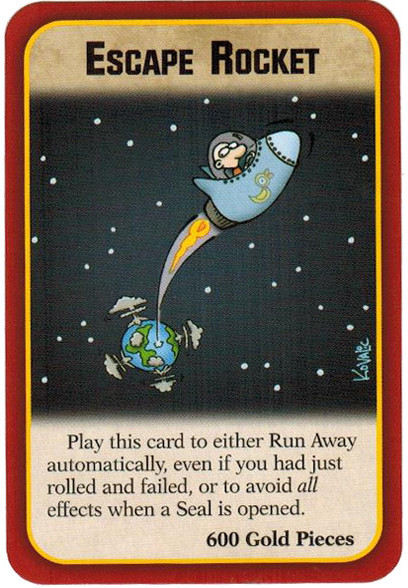 ESCAPE ROCKET
KOVALIC
Play this card to either Run Away
automatically, even if you had just
rolled and failed, or to avoid all
effects when a Seal is opened.
600 Gold Pieces